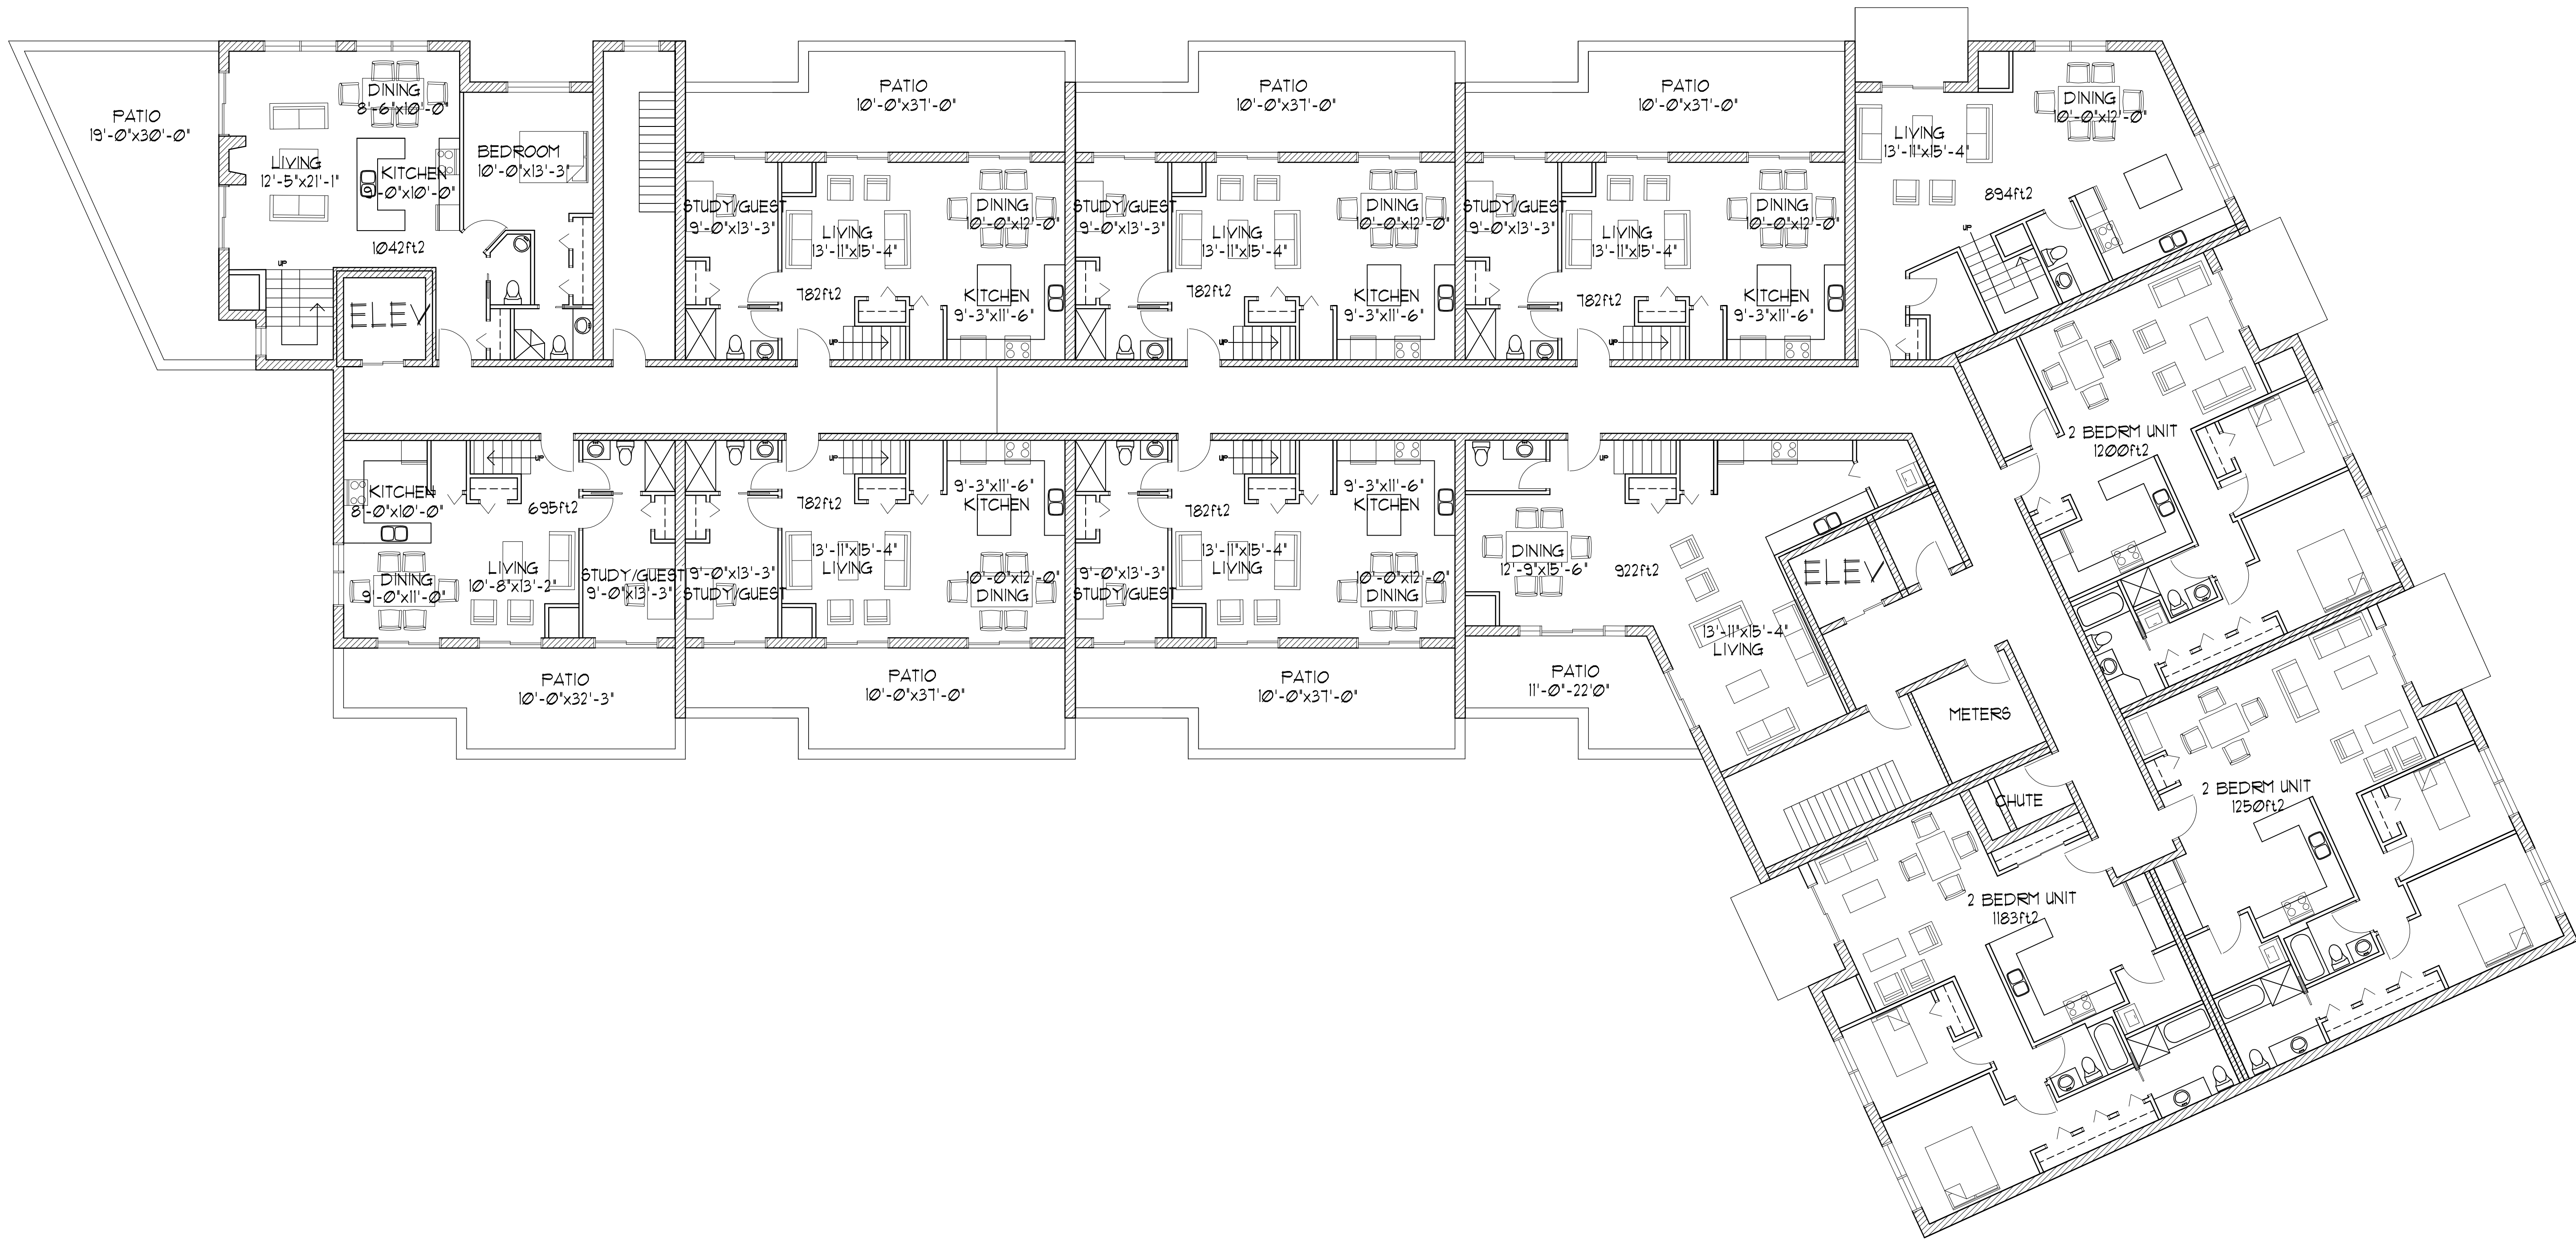 PATIO
19'-0"x30'-0"
DINING
8'-6"x10'-0"
LIVING
12'-5"x21'-1"
KITCHEN
9'-0"x10'-0"
BEDROOM
10'-0"x13'-3"
1042ft2
UP
ELEV
PATIO
10'-0"x37'-0"
STUDY/GUEST
9'-0"x13'-3"
LIVING
13'-11"x15'-4"
DINING
10'-0"x12'-0"
782ft2
KITCHEN
9'-3"x11'-6"
UP
PATIO
10'-0"x37'-0"
STUDY/GUEST
9'-0"x13'-3"
LIVING
13'-11"x15'-4"
DINING
10'-0"x12'-0"
782ft2
KITCHEN
9'-3"x11'-6"
UP
PATIO
10'-0"x37'-0"
STUDY/GUEST
9'-0"x13'-3"
LIVING
13'-11"x15'-4"
DINING
10'-0"x12'-0"
782ft2
KITCHEN
9'-3"x11'-6"
UP
LIVING
13'-11"x15'-4"
DINING
10'-0"x12'-0"
894ft2
UP
2 BEDRM UNIT
1200ft2
UP
KITCHEN
8'-0"x10'-0"
695ft2
DINING
9'-0"x11'-0"
LIVING
10'-8"x13'-2"
STUDY/GUEST
9'-0"x13'-3"
PATIO
10'-0"x32'-3"
UP
782ft2
9'-3"x11'-6"
KITCHEN
13'-11"x15'-4"
LIVING
9'-0"x13'-3"
STUDY/GUEST
10'-0"x12'-0"
DINING
PATIO
10'-0"x37'-0"
UP
782ft2
9'-3"x11'-6"
KITCHEN
13'-11"x15'-4"
LIVING
9'-0"x13'-3"
STUDY/GUEST
10'-0"x12'-0"
DINING
PATIO
10'-0"x37'-0"
UP
DINING
12'-9"x15'-6"
922ft2
13'-11"x15'-4"
LIVING
PATIO
11'-0"-22'0"
ELEV
METERS
CHUTE
2 BEDRM UNIT
1250ft2
2 BEDRM UNIT
1183ft2